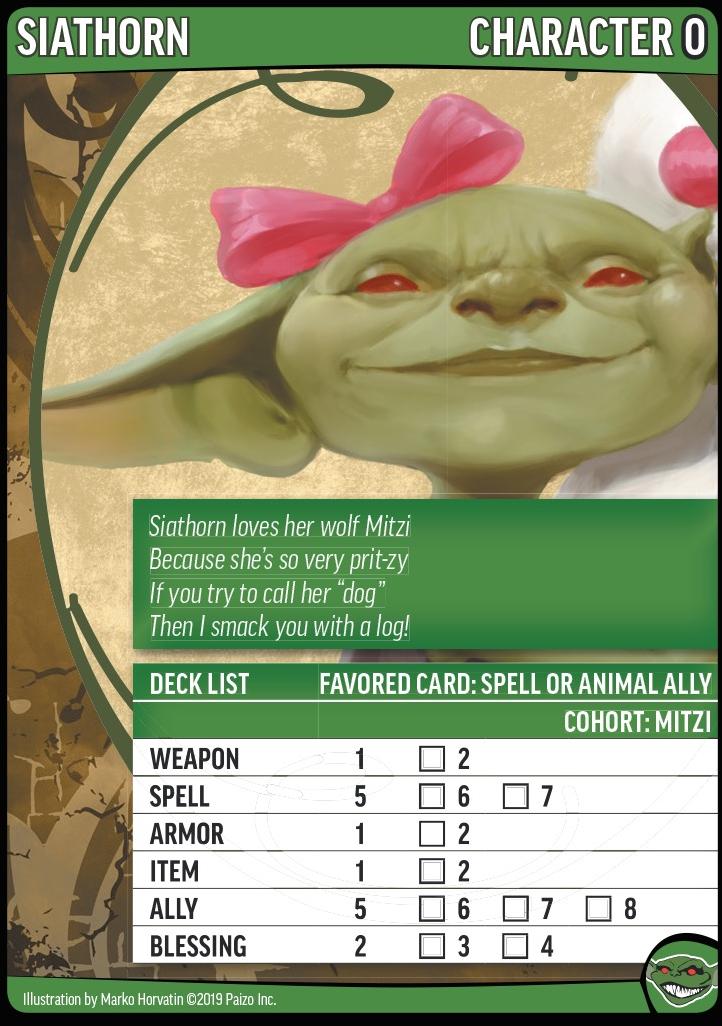 SIATHORN CHARACTER 0
Siathorn loves her wolf Mitzi
Because she's so very prit-zy
If you try to call her “dog”
Then I smack you with a log!
DECK LIST FAVORED CARD: SPELL OR ANIMAL ALLY
COHORT: MITZI
WEAPON 1 □ 2
SPELL 5 □ 6 □ 7
ARMOR 1 □ 2
ITEM 1 □ 2
ALLY 5 □ 6 □ 7 □ 8
BLESSING 2 □ 3 □ 4
Illustration by Marko Horvatin ©2019 Paizo Inc.